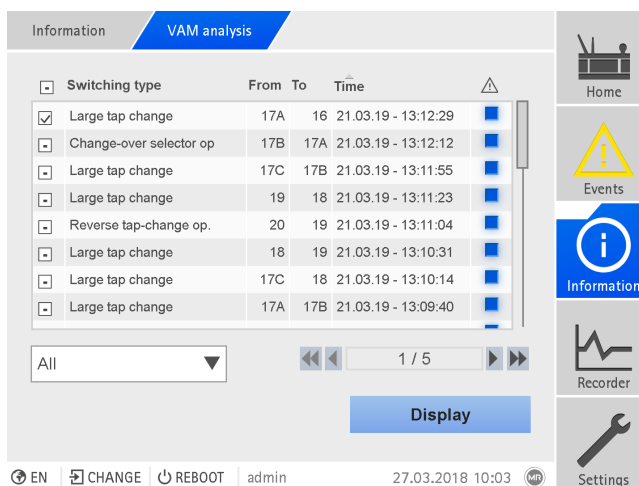 Information VAM analysis
Switching type From To Time
Large tap change 17A 16 21.03.19 - 13:12:29
Change-over selector op 17B 17A 21.03.19 - 13:12:12
Large tap change 17C 17B 21.03.19 - 13:11:55
Large tap change 19 18 21.03.19 - 13:11:23
Reverse tap-change op. 20 19 21.03.19 - 13:11:04
Large tap change 18 19 21.03.19 - 13:10:31
Large tap change 17C 18 21.03.19 - 13:10:14
Large tap change 17A 17B 21.03.19 - 13:09:40
All
1 / 5
Display
EN CHANGE REBOOT admin 27.03.2018 10:03 MR
Home
Events
Information
Recorder
Settings